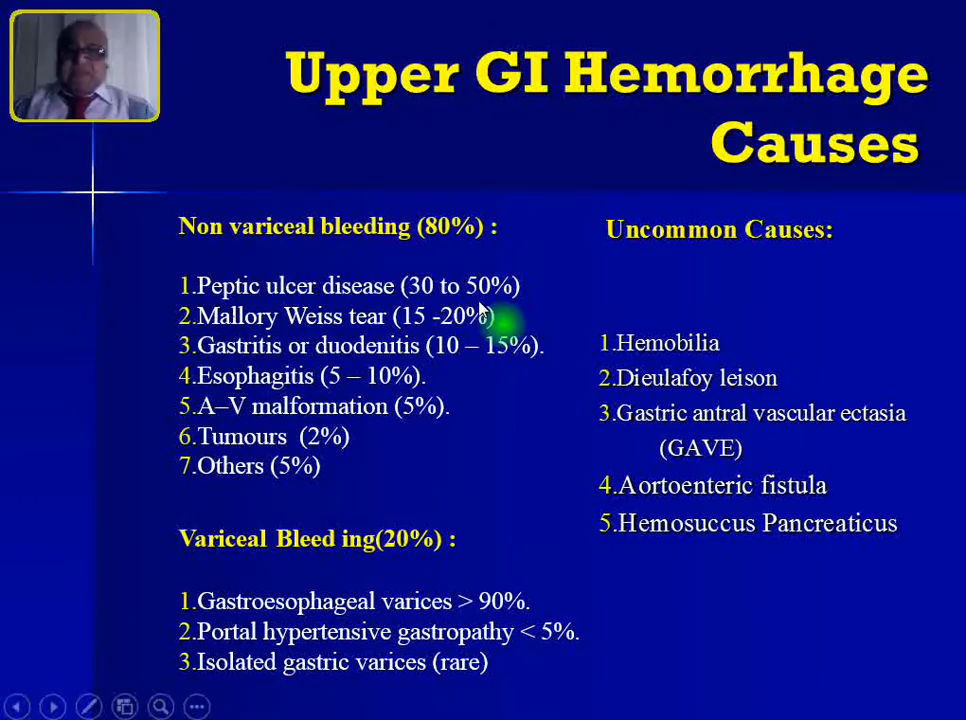 Upper GI Hemorrhage
Causes
Non variceal bleeding (80%) :
1.Peptic ulcer disease (30 to 50%)
2.Mallory Weiss tear (15 -20%)
3.Gastritis or duodenitis (10 – 15%).
4.Esophagitis (5 – 10%).
5.A–V malformation (5%).
6.Tumours (2%)
7.Others (5%)
Variceal Bleed ing(20%) :
1.Gastroesophageal varices > 90%.
2.Portal hypertensive gastropathy < 5%.
3.Isolated gastric varices (rare)
Uncommon Causes:
1.Hemobilia
2.Dieulafoy leison
3.Gastric antral vascular ectasia
(GAVE)
4.Aortoenteric fistula
5.Hemosuccus Pancreaticus